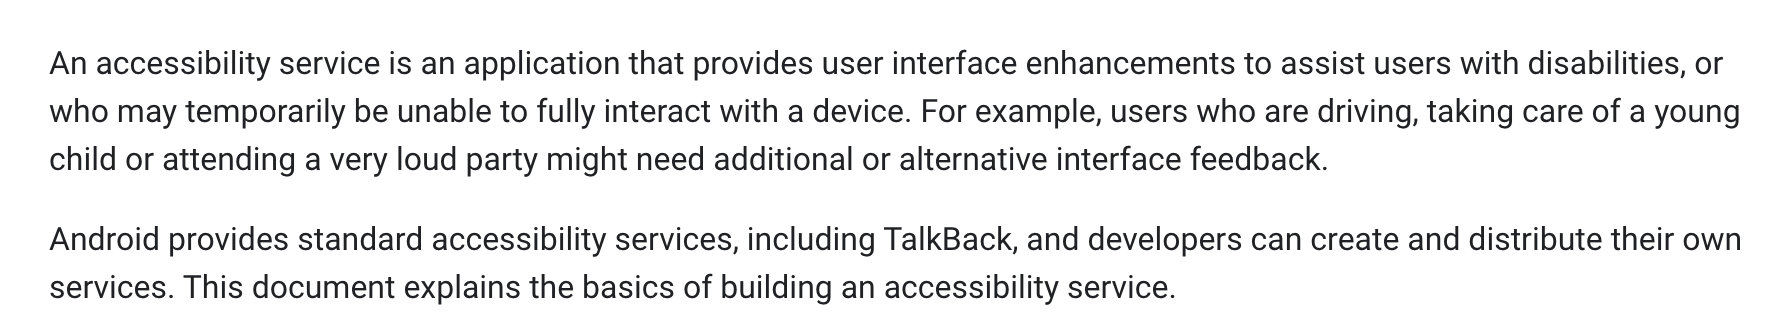 An accessibility service is an application that provides user interface enhancements to assist users with disabilities, or
who may temporarily be unable to fully interact with a device. For example, users who are driving, taking care of a young
child or attending a very loud party might need additional or alternative interface feedback.
Android provides standard accessibility services, including TalkBack, and developers can create and distribute their own
services. This document explains the basics of building an accessibility service.